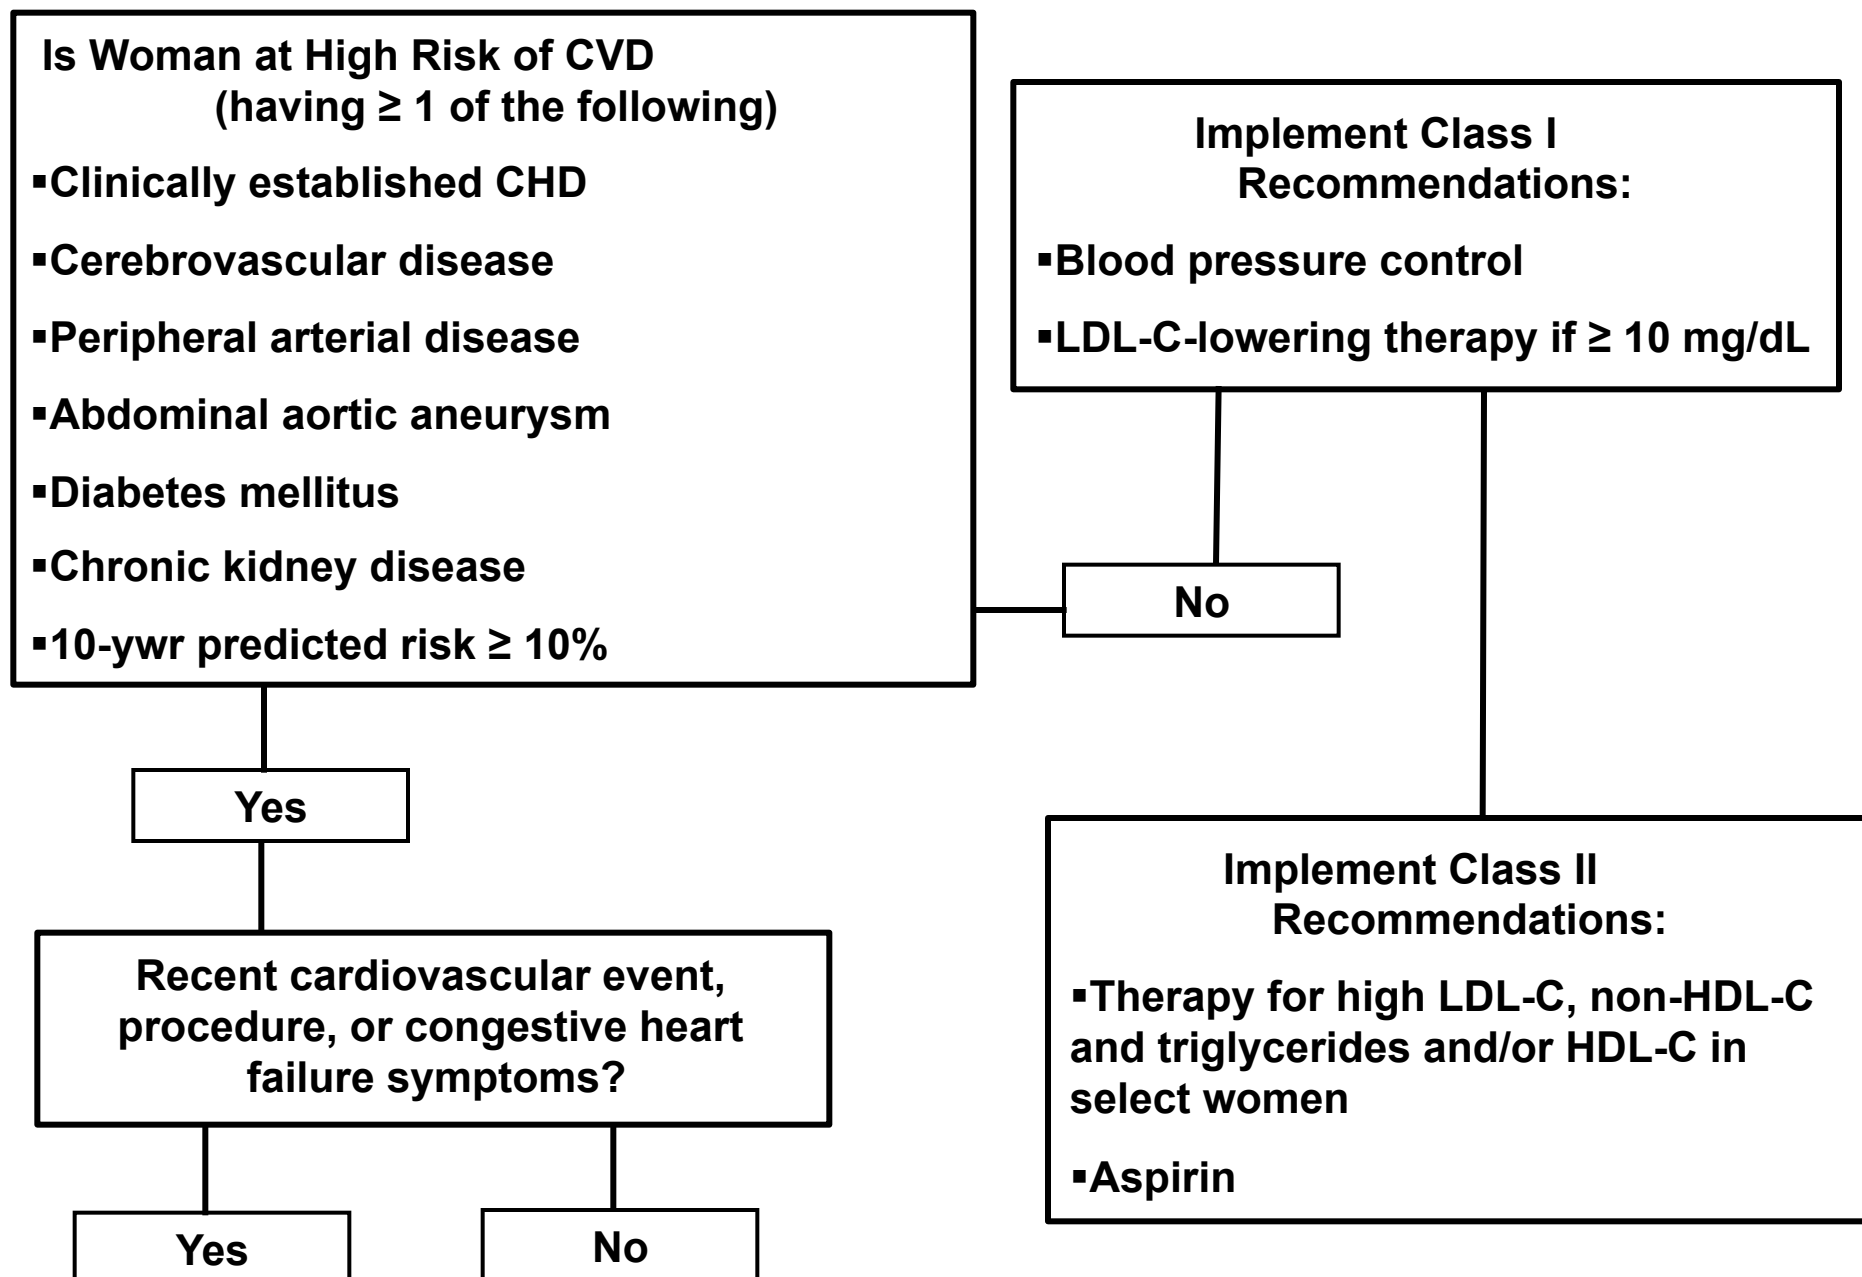 Is Woman at High Risk of CVD
(having ≥ 1 of the following)
▪Clinically established CHD
▪Cerebrovascular disease
▪Peripheral arterial disease
▪Abdominal aortic aneurysm
▪Diabetes mellitus
▪Chronic kidney disease
▪10-ywr predicted risk ≥ 10%
Implement Class I
Recommendations:
▪Blood pressure control
▪LDL-C-lowering therapy if ≥ 10 mg/dL
No
Yes
Recent cardiovascular event,
procedure, or congestive heart
failure symptoms?
Yes
No
Implement Class II
Recommendations:
▪Therapy for high LDL-C, non-HDL-C
and triglycerides and/or HDL-C in
select women
▪Aspirin